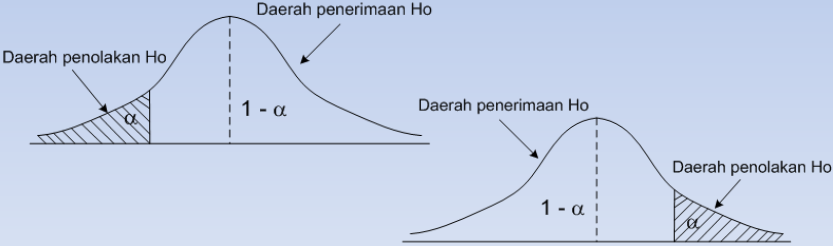 Daerah penerimaan Ho
Daerah penolakan Ho
α
1 - α
Daerah penerimaan Ho
Daerah penolakan Ho
1 - α
α